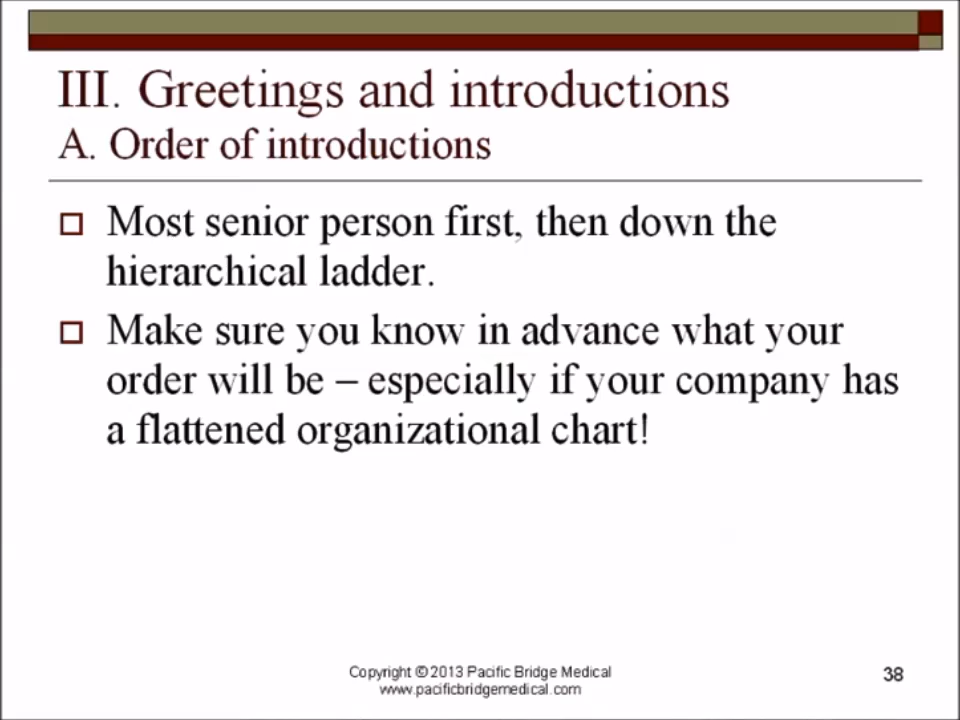 III. Greetings and introductions
A. Order of introductions
Most senior person first, then down the
hierarchical ladder.
Make sure you know in advance what your
order will be – especially if your company has
a flattened organizational chart!
Copyright © 2013 Pacific Bridge Medical
www.pacificbridgemedical.com
38